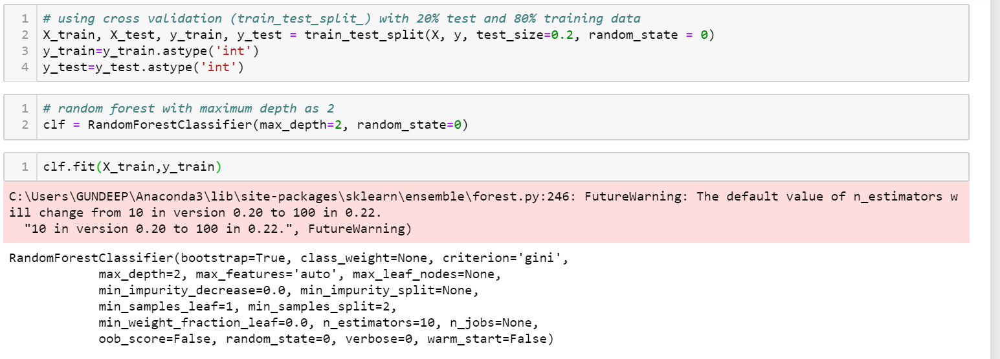 1 # using cross validation (train_test_split_) with 20% test and 80% training data
2 X_train, X_test, y_train, y_test = train_test_split(X, y, test_size=0.2, random_state = 0)
3 y_train=y_train.astype('int')
4 y_test=y_test.astype('int')
1 # random forest with maximum depth as 2
2 clf = RandomForestClassifier(max_depth=2, random_state=0)
1 clf.fit(X_train,y_train)
C:\Users\GUNDEEP\Anaconda3\lib\site-packages\sklearn\ensemble\forest.py:246: FutureWarning: The default value of n_estimators w
ill change from 10 in version 0.20 to 100 in 0.22.
  "10 in version 0.20 to 100 in 0.22.", FutureWarning)
RandomForestClassifier(bootstrap=True, class_weight=None, criterion='gini',
            max_depth=2, max_features='auto', max_leaf_nodes=None,
            min_impurity_decrease=0.0, min_impurity_split=None,
            min_samples_leaf=1, min_samples_split=2,
            min_weight_fraction_leaf=0.0, n_estimators=10, n_jobs=None,
            oob_score=False, random_state=0, verbose=0, warm_start=False)